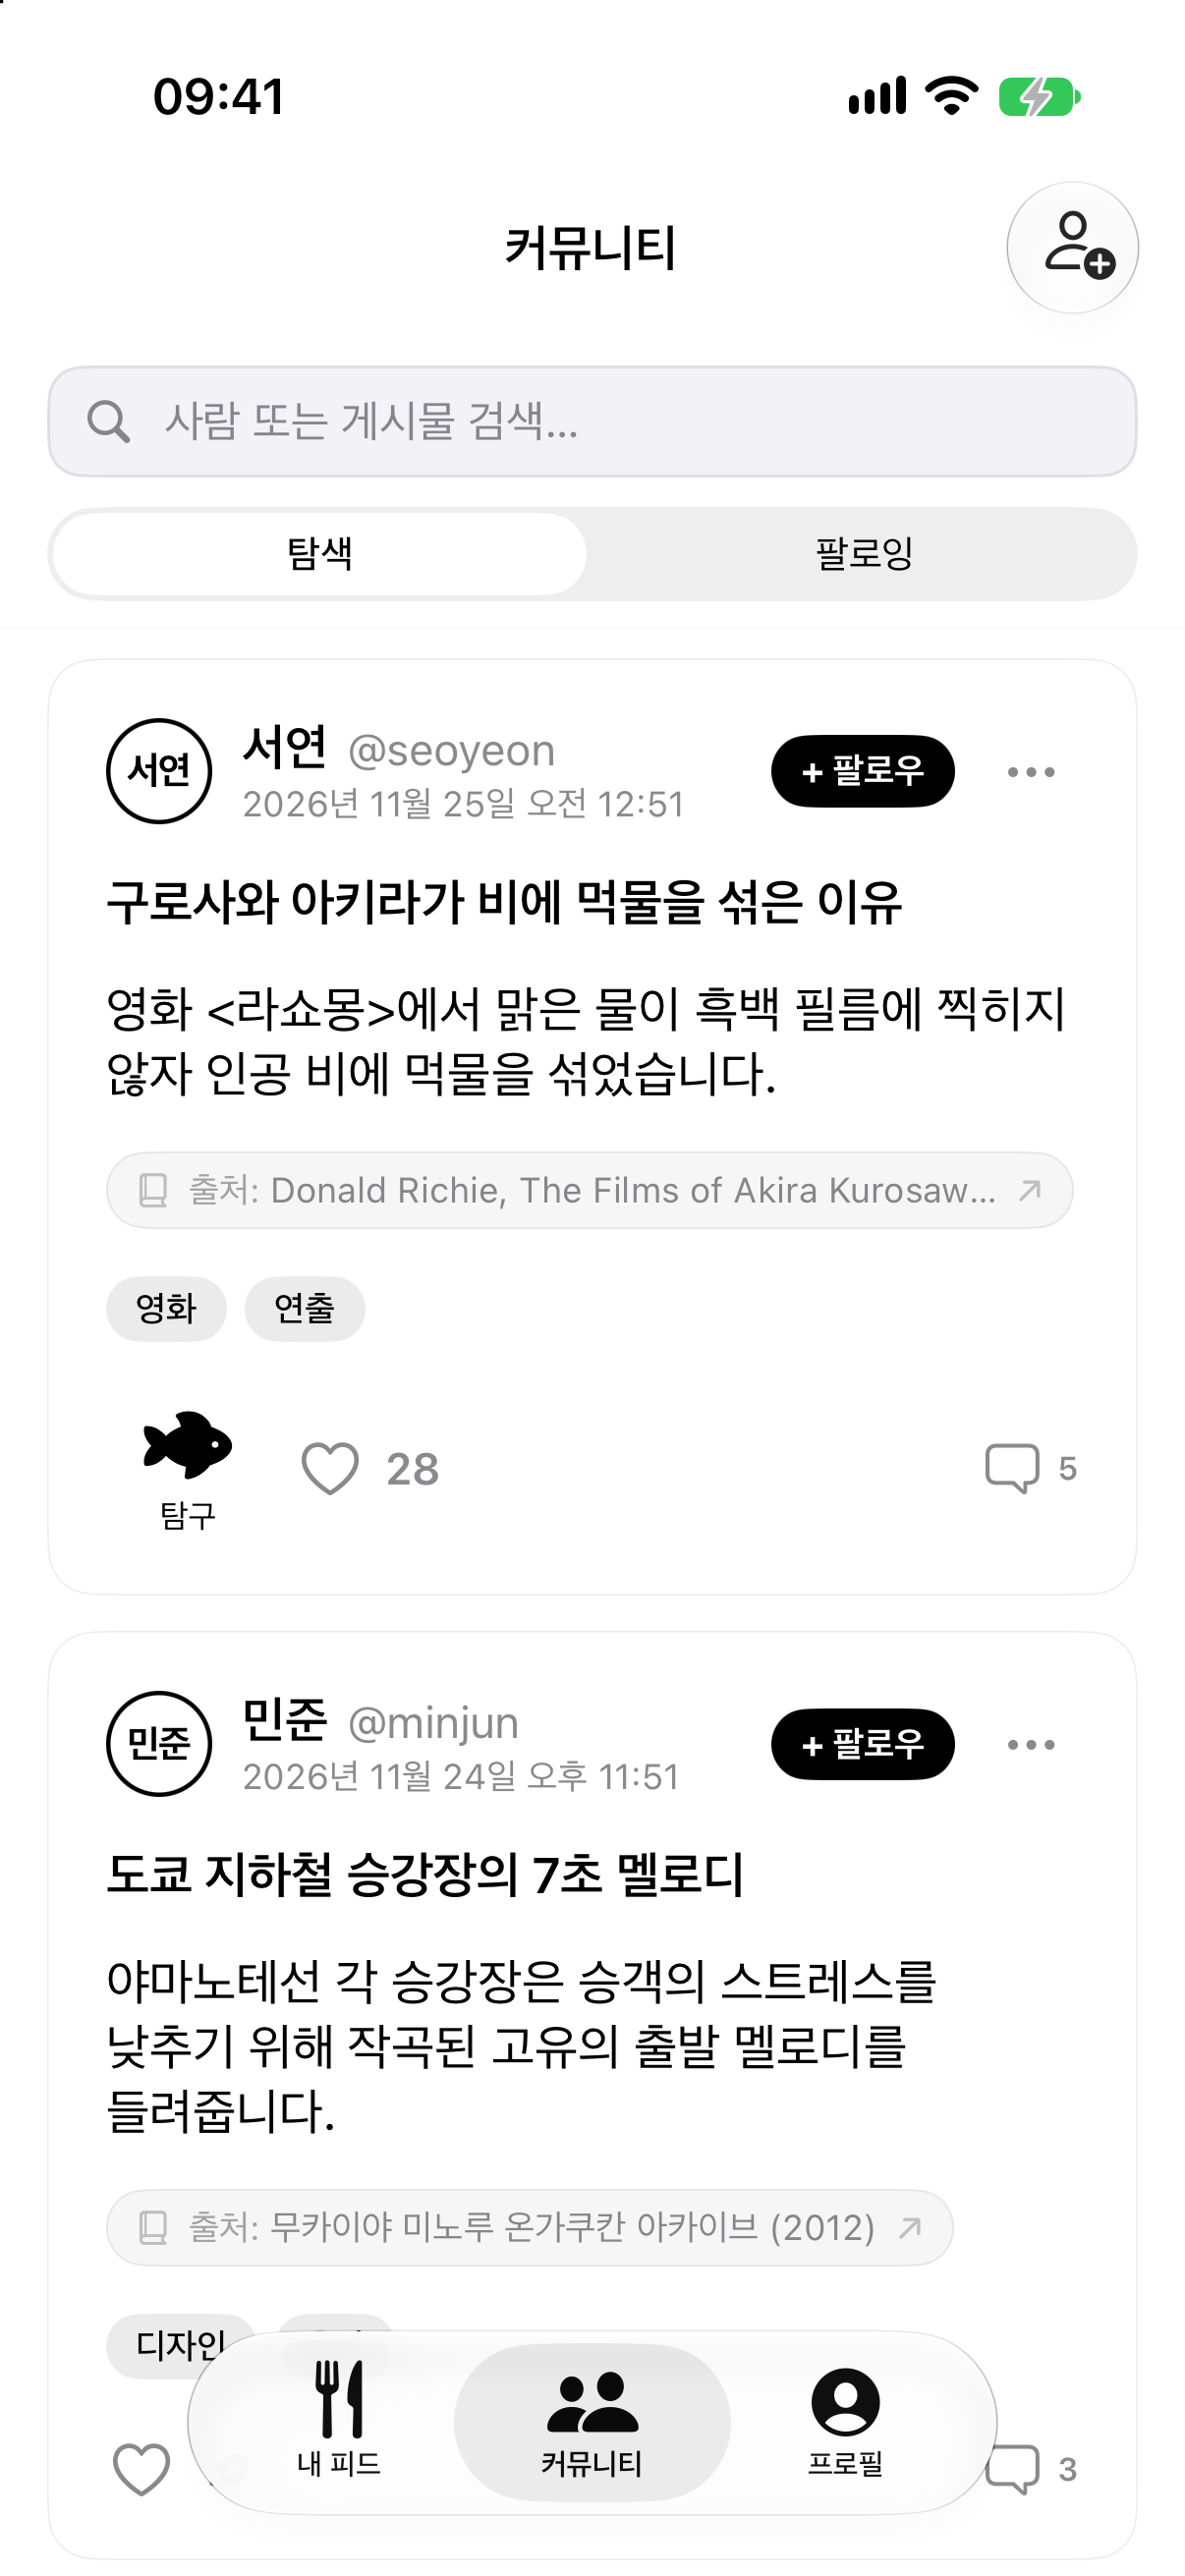 09:41
커뮤니티
사람 또는 게시물 검색...
탐색
팔로잉
서연
서연 @seoyeon
2026년 11월 25일 오전 12:51
+ 팔로우
구로사와 아키라가 비에 먹물을 섞은 이유
영화 <라쇼몽>에서 맑은 물이 흑백 필름에 찍히지
않자 인공 비에 먹물을 섞었습니다.
출처: Donald Richie, The Films of Akira Kurosaw...
영화
연출
탐구
28
5
민준
민준 @minjun
2026년 11월 24일 오후 11:51
+ 팔로우
도쿄 지하철 승강장의 7초 멜로디
야마노테선 각 승강장은 승객의 스트레스를
낮추기 위해 작곡된 고유의 출발 멜로디를
들려줍니다.
출처: 무카이야 미노루 온가쿠칸 아카이브 (2012)
디자인
3
내 피드
커뮤니티
프로필